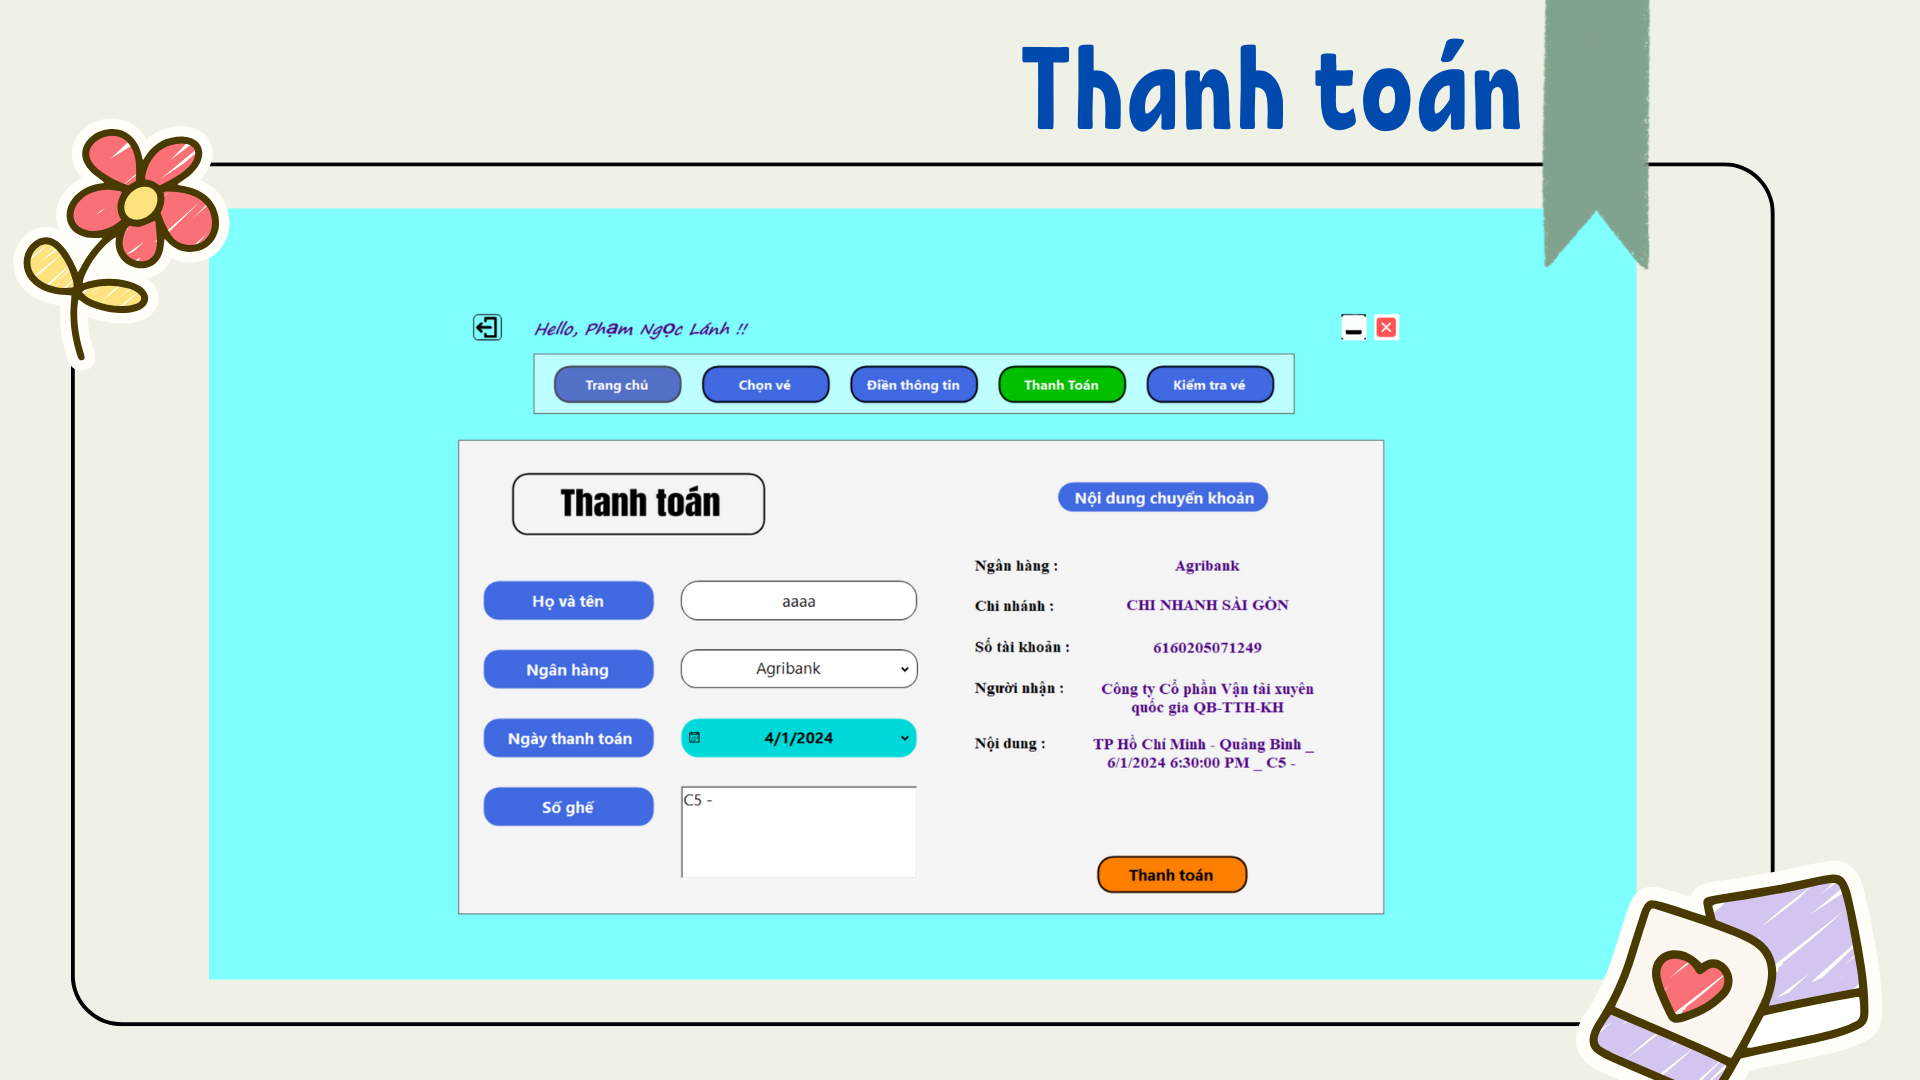 Thanh toán
Hello, Phạm Ngọc Lánh !!
Trang chủ
Chọn vé
Điền thông tin
Thanh Toán
Kiểm tra vé
Thanh toán
Nội dung chuyển khoản
Họ và tên
aaaa
Ngân hàng
Agribank
Ngày thanh toán
4/1/2024
Số ghế
C5 -
Ngân hàng :
Agribank
Chi nhánh :
CHI NHANH SÀI GÒN
Số tài khoản :
6160205071249
Người nhận :
Công ty Cổ phần Vận tải xuyên
quốc gia QB-TTH-KH
Nội dung :
TP Hồ Chí Minh - Quảng Bình _
6/1/2024 6:30:00 PM _ C5 -
Thanh toán